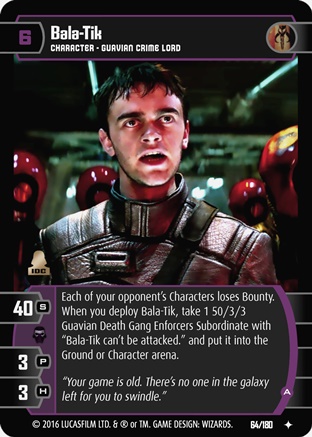 6
Bala-Tik
CHARACTER - GUAVIAN CRIME LORD
IDC
40 S
3 P
3 H
Each of your opponent's Characters loses Bounty.
When you deploy Bala-Tik, take 1 50/3/3
Guavian Death Gang Enforcers Subordinate with
"Bala-Tik can't be attacked." and put it into the
Ground or Character arena.
"Your game is old. There's no one in the galaxy
left for you to swindle."
A
© 2016 LUCASFILM LTD. & ® or TM. GAME DESIGN: WIZARDS.
64/180